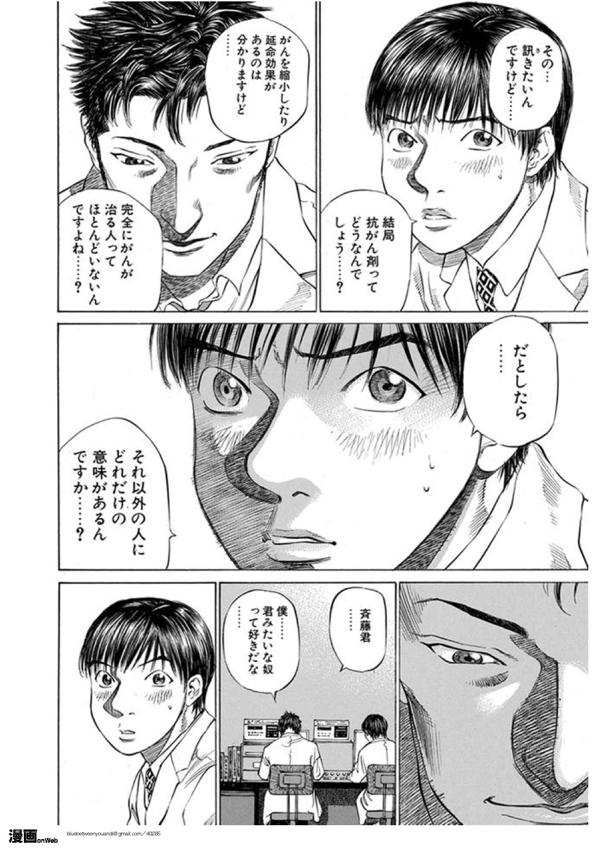 その…
訊きたいん
ですけど……
結局
抗がん剤って
どうなんで
しょう……?
がんを縮小したり
延命効果が
あるのは
分かりますけど
完全にがんが
治る人って
ほとんどいないん
ですよね……?
だとしたら
……
それ以外の人に
どれだけの
意味があるん
ですか……?
斉藤君
………
僕……
君みたいな奴
って好きだな
………
………
漫画 on Web
bluebetweenyouandi@gmail.com／40285